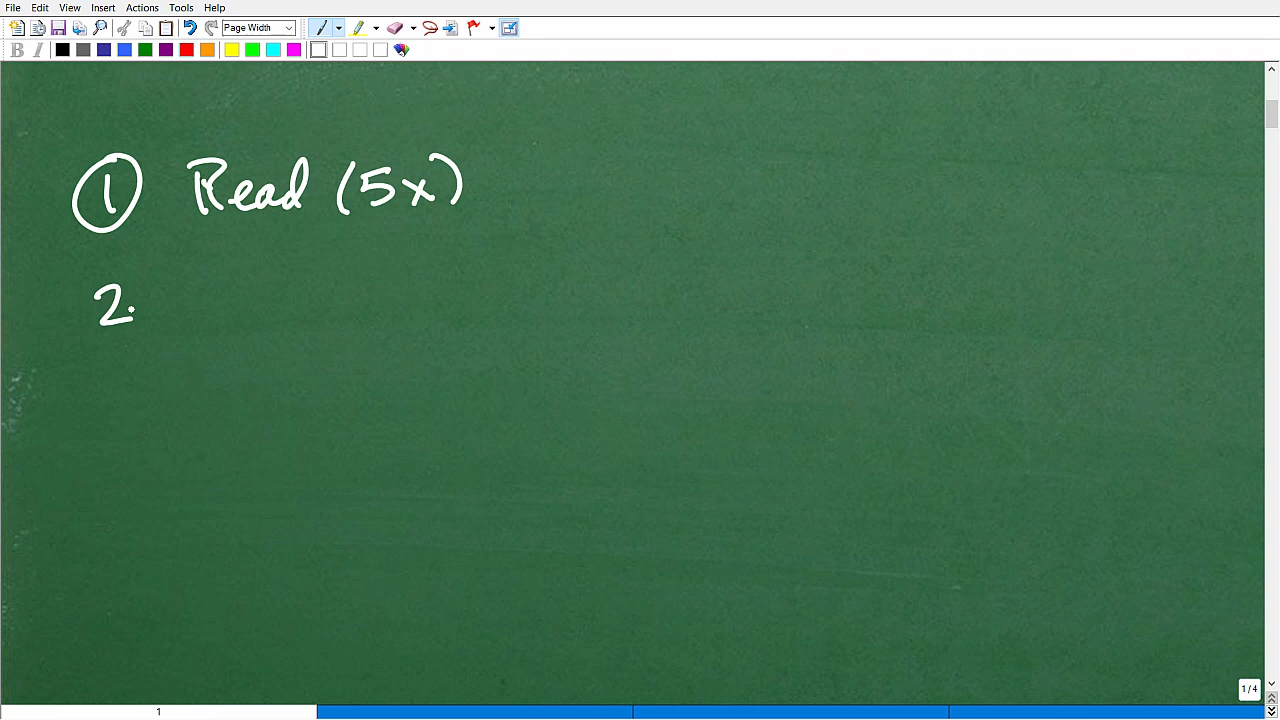 File Edit View Insert Actions Tools Help
Page Width
B I
① Read (5x)
2.
1/4
1